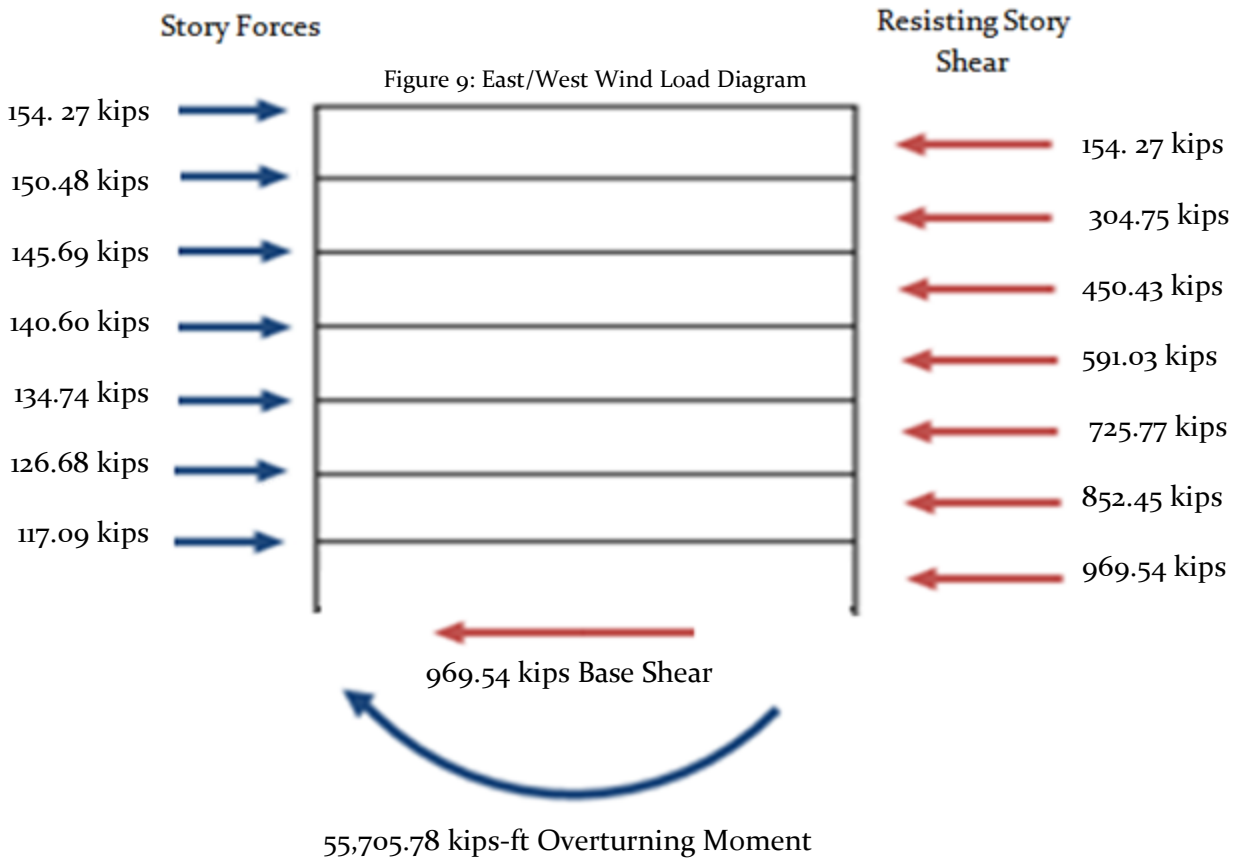 Story Forces
Resisting Story
Shear
Figure 9: East/West Wind Load Diagram
154. 27 kips
154. 27 kips
150.48 kips
304.75 kips
145.69 kips
450.43 kips
140.60 kips
591.03 kips
134.74 kips
725.77 kips
126.68 kips
852.45 kips
117.09 kips
969.54 kips
969.54 kips Base Shear
55,705.78 kips-ft Overturning Moment